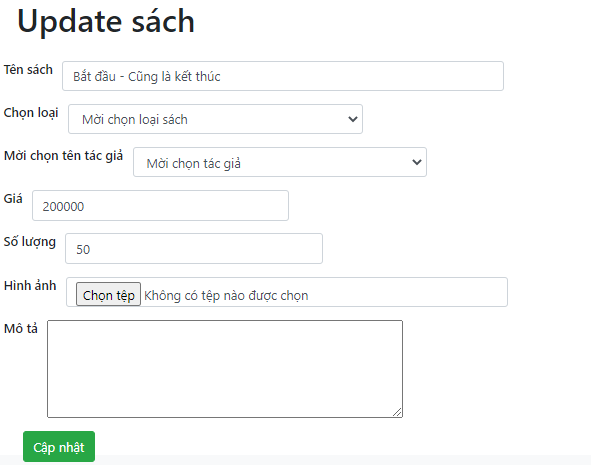 Update sách
Tên sách Bắt đầu - Cũng là kết thúc
Chọn loại Mời chọn loại sách
Mời chọn tên tác giả Mời chọn tác giả
Giá 200000
Số lượng 50
Hình ảnh Chọn tệp Không có tệp nào được chọn
Mô tả
Cập nhật